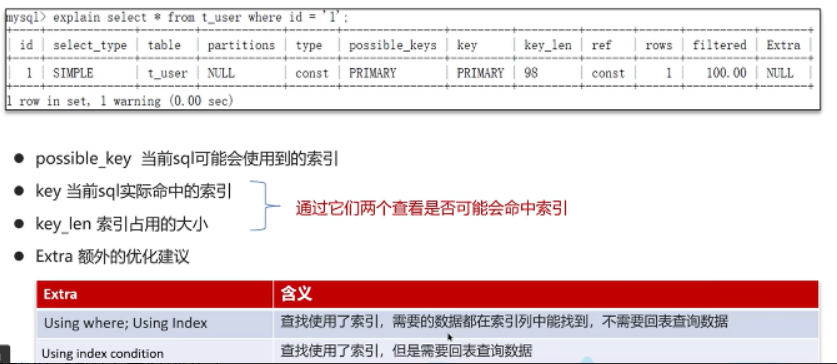 mysql> explain select * from t_user where id = '1';
id | select_type | table | partitions | type | possible_keys | key | key_len | ref | rows | filtered | Extra
1 | SIMPLE | t_user | NULL | const | PRIMARY | PRIMARY | 98 | const | 1 | 100.00 | NULL
1 row in set, 1 warning (0.00 sec)
● possible_key 当前sql可能会使用到的索引
● key 当前sql实际命中的索引
● key_len 索引占用的大小
通过它们两个查看是否可能会命中索引
● Extra 额外的优化建议
Extra 含义
Using where; Using Index 查找使用了索引，需要的数据都在索引列中能找到，不需要回表查询数据
Using index condition 查找使用了索引，但是需要回表查询数据